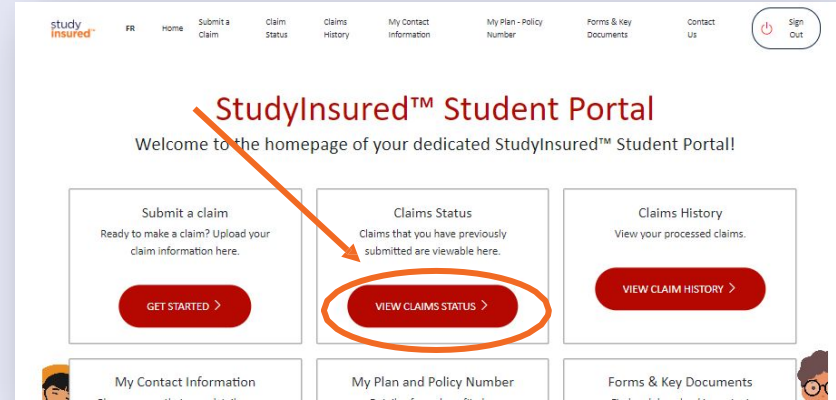 study
insured™
FR
Home
Submit a
Claim
Claim
Status
Claims
History
My Contact
Information
My Plan - Policy
Number
Forms & Key
Documents
Contact
Us
Sign
Out
StudyInsured™ Student Portal
Welcome to the homepage of your dedicated StudyInsured™ Student Portal!
Submit a claim
Ready to make a claim? Upload your
claim information here.
GET STARTED >
Claims Status
Claims that you have previously
submitted are viewable here.
VIEW CLAIMS STATUS >
Claims History
View your processed claims.
VIEW CLAIM HISTORY >
My Contact Information
My Plan and Policy Number
Forms & Key Documents